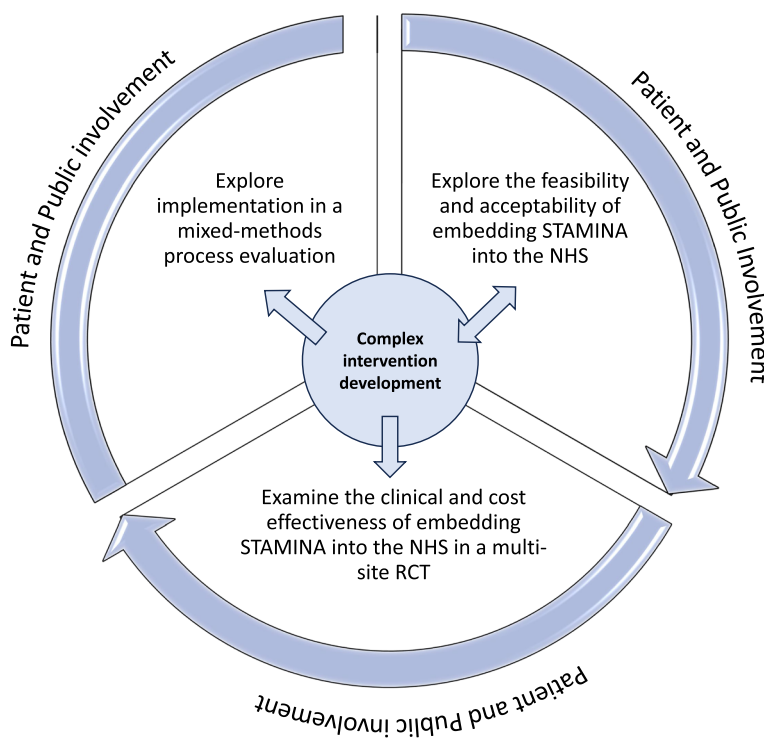 Patient and Public involvement
Patient and Public Involvement
Explore
implementation in a
mixed-methods
process evaluation
Explore the feasibility
and acceptability of
embedding STAMINA
into the NHS
Complex
intervention
development
Examine the clinical and cost
effectiveness of embedding
STAMINA into the NHS in a multi-
site RCT
Patient and Public involvement